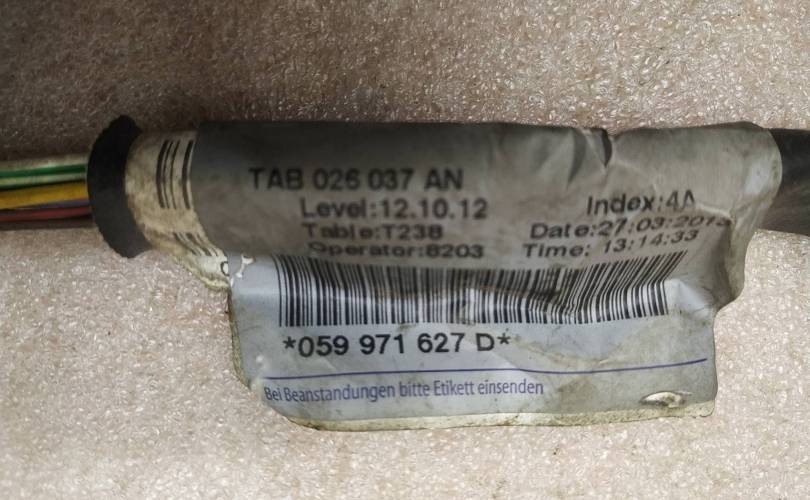 TAB 026 037 AN
Level:12.10.12 Index:4A
Table:T238 Date:27:03:2013
Operator:8203 Time: 13:14:33
*059 971 627 D*
Bei Beanstandungen bitte Etikett einsenden